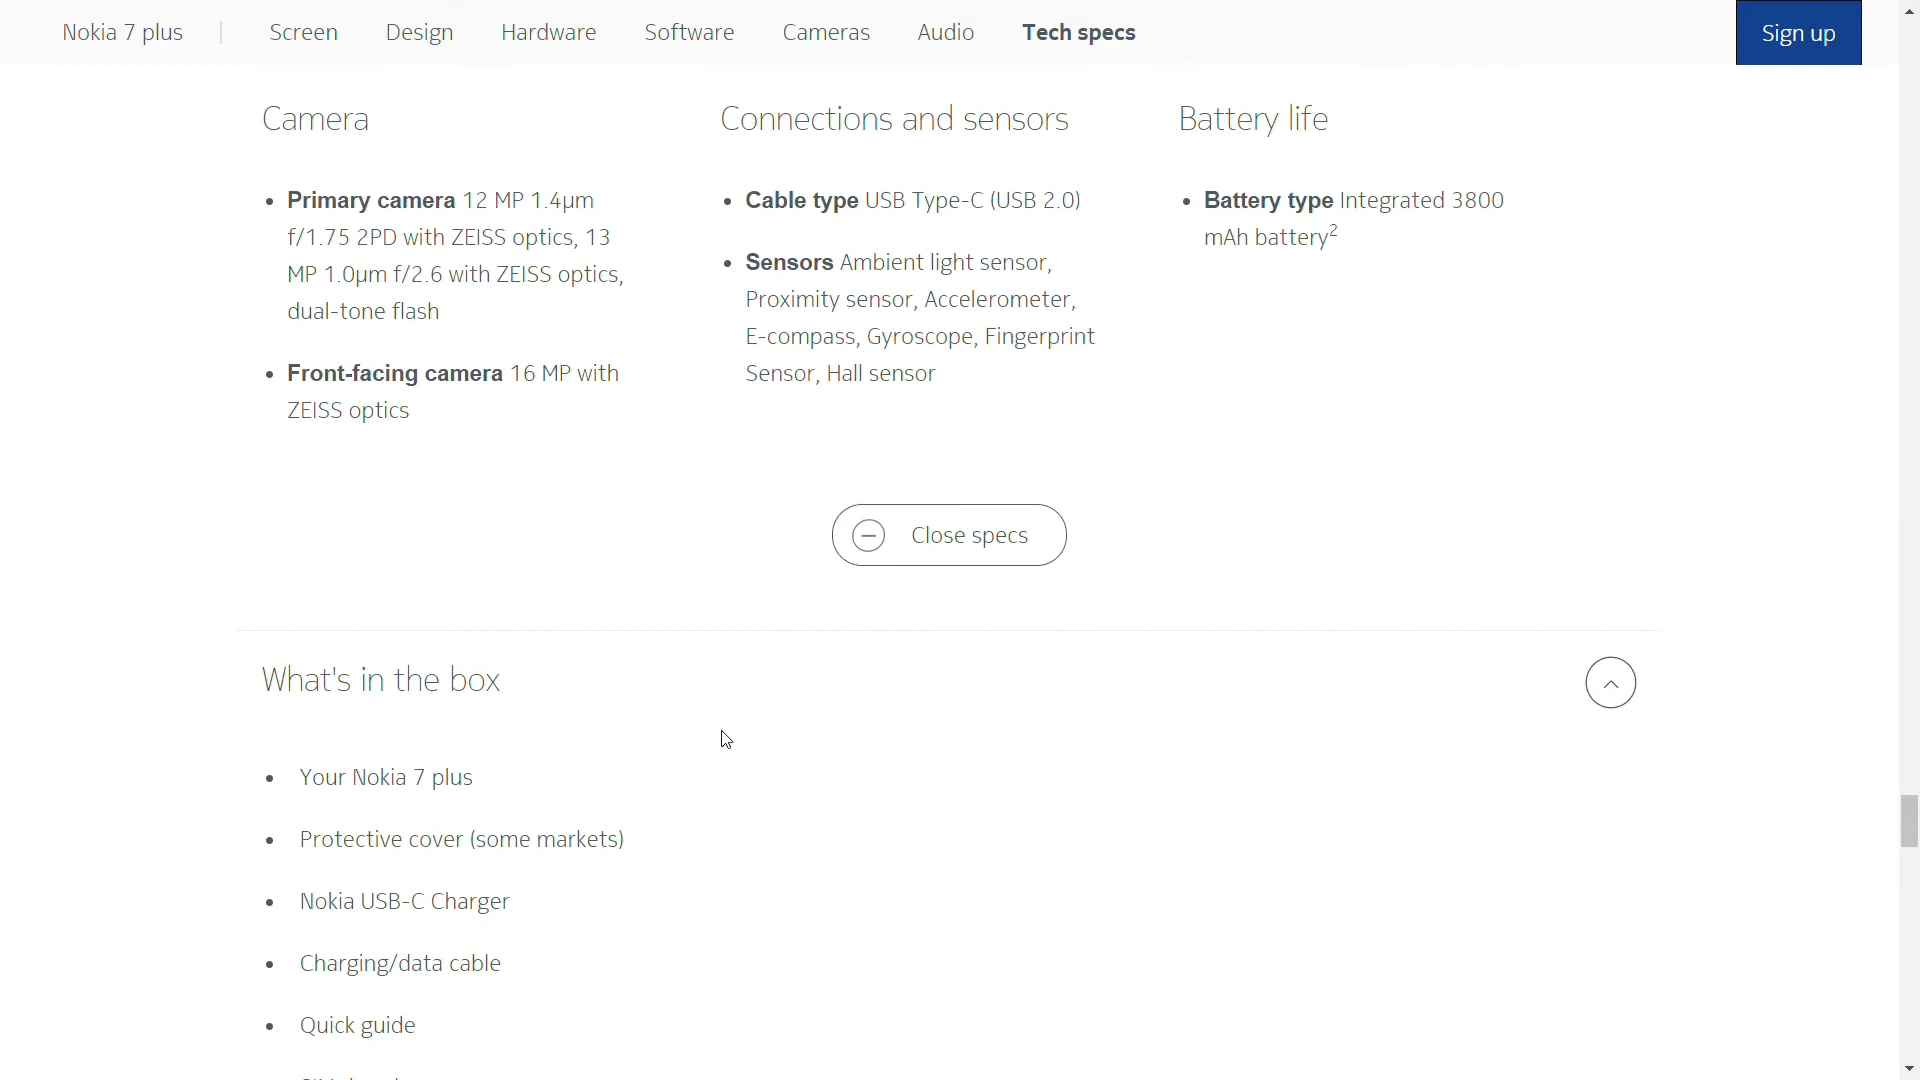 Nokia 7 plus
Screen
Design
Hardware
Software
Cameras
Audio
Tech specs
Sign up
Camera
Primary camera 12 MP 1.4µm
f/1.75 2PD with ZEISS optics, 13
MP 1.0µm f/2.6 with ZEISS optics,
dual-tone flash
Front-facing camera 16 MP with
ZEISS optics
Connections and sensors
Cable type USB Type-C (USB 2.0)
Sensors Ambient light sensor,
Proximity sensor, Accelerometer,
E-compass, Gyroscope, Fingerprint
Sensor, Hall sensor
Battery life
Battery type Integrated 3800
mAh battery²
Close specs
What's in the box
Your Nokia 7 plus
Protective cover (some markets)
Nokia USB-C Charger
Charging/data cable
Quick guide